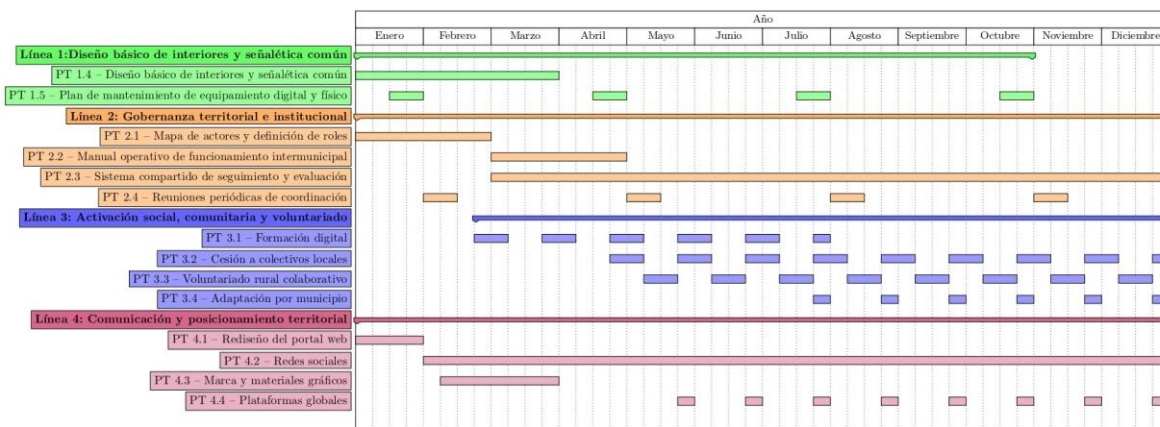 Año
Enero Febrero Marzo Abril Mayo Junio Julio Agosto Septiembre Octubre Noviembre Diciembre
Línea 1:Diseño básico de interiores y señalética común
PT 1.4 – Diseño básico de interiores y señalética común
PT 1.5 – Plan de mantenimiento de equipamiento digital y físico
Línea 2: Gobernanza territorial e institucional
PT 2.1 – Mapa de actores y definición de roles
PT 2.2 – Manual operativo de funcionamiento intermunicipal
PT 2.3 – Sistema compartido de seguimiento y evaluación
PT 2.4 – Reuniones periódicas de coordinación
Línea 3: Activación social, comunitaria y voluntariado
PT 3.1 – Formación digital
PT 3.2 – Cesión a colectivos locales
PT 3.3 – Voluntariado rural colaborativo
PT 3.4 – Adaptación por municipio
Línea 4: Comunicación y posicionamiento territorial
PT 4.1 – Rediseño del portal web
PT 4.2 – Redes sociales
PT 4.3 – Marca y materiales gráficos
PT 4.4 – Plataformas globales